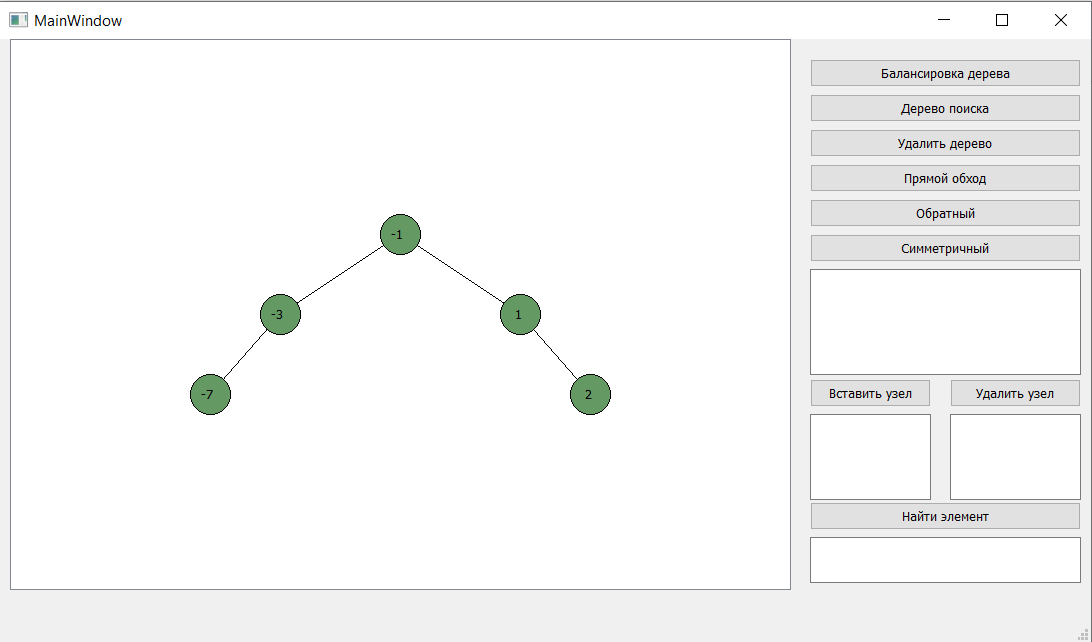 MainWindow
-1
-3
1
-7
2
Балансировка дерева
Дерево поиска
Удалить дерево
Прямой обход
Обратный
Симметричный
Вставить узел
Удалить узел
Найти элемент